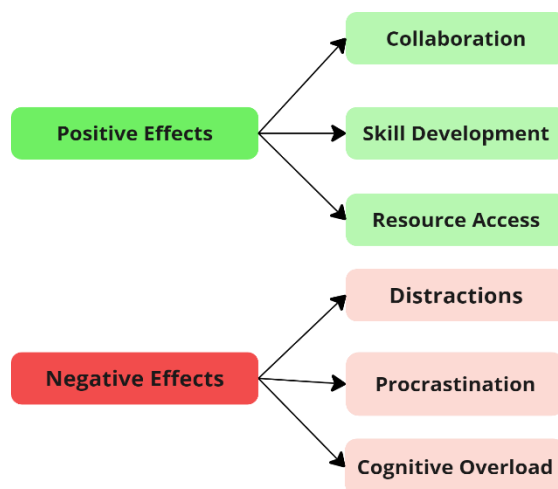 Positive Effects
Collaboration
Skill Development
Resource Access
Negative Effects
Distractions
Procrastination
Cognitive Overload